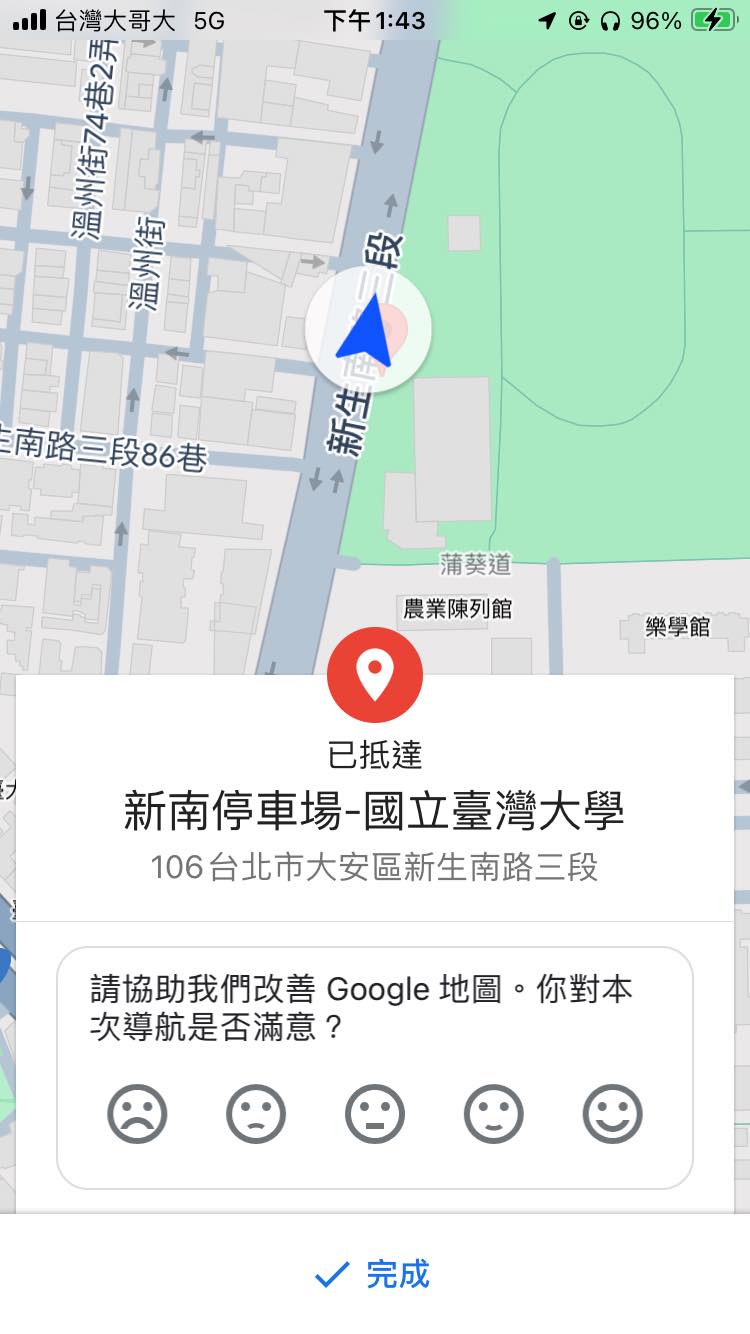 台灣大哥大 5G 下午1:43 96%
溫州街74巷2弄
溫州街
新生南路三段
生南路三段86巷
蒲葵道
農業陳列館
樂學館
已抵達
新南停車場-國立臺灣大學
106台北市大安區新生南路三段
請協助我們改善 Google 地圖。你對本
次導航是否滿意？
完成